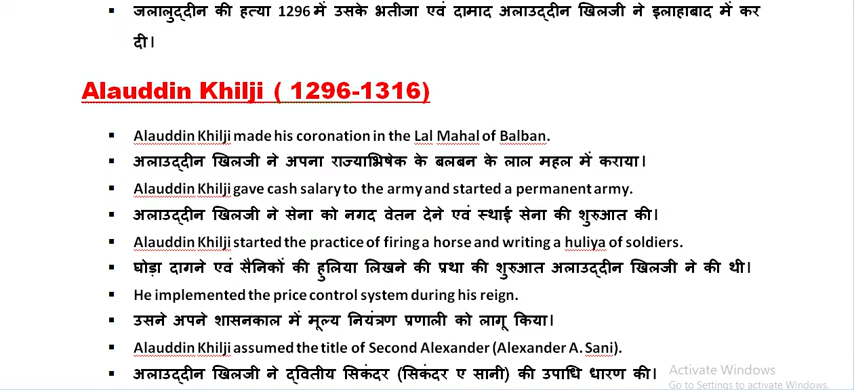 जलालुद्दीन की हत्या 1296 में उसके भतीजा एवं दामाद अलाउद्दीन खिलजी ने इलाहाबाद में कर
दी।
Alauddin Khilji ( 1296-1316)
Alauddin Khilji made his coronation in the Lal Mahal of Balban.
अलाउद्दीन खिलजी ने अपना राज्याभिषेक के बलबन के लाल महल में कराया।
Alauddin Khilji gave cash salary to the army and started a permanent army.
अलाउद्दीन खिलजी ने सेना को नगद वेतन देने एवं स्थाई सेना की शुरुआत की।
Alauddin Khilji started the practice of firing a horse and writing a huliya of soldiers.
घोड़ा दागने एवं सैनिकों की हुलिया लिखने की प्रथा की शुरुआत अलाउद्दीन खिलजी ने की थी।
He implemented the price control system during his reign.
उसने अपने शासनकाल में मूल्य नियंत्रण प्रणाली को लागू किया।
Alauddin Khilji assumed the title of Second Alexander (Alexander A. Sani).
अलाउद्दीन खिलजी ने द्वितीय सिकंदर (सिकंदर ए सानी) की उपाधि धारण की।
Activate Windows
Go to Settings to activate Windows.